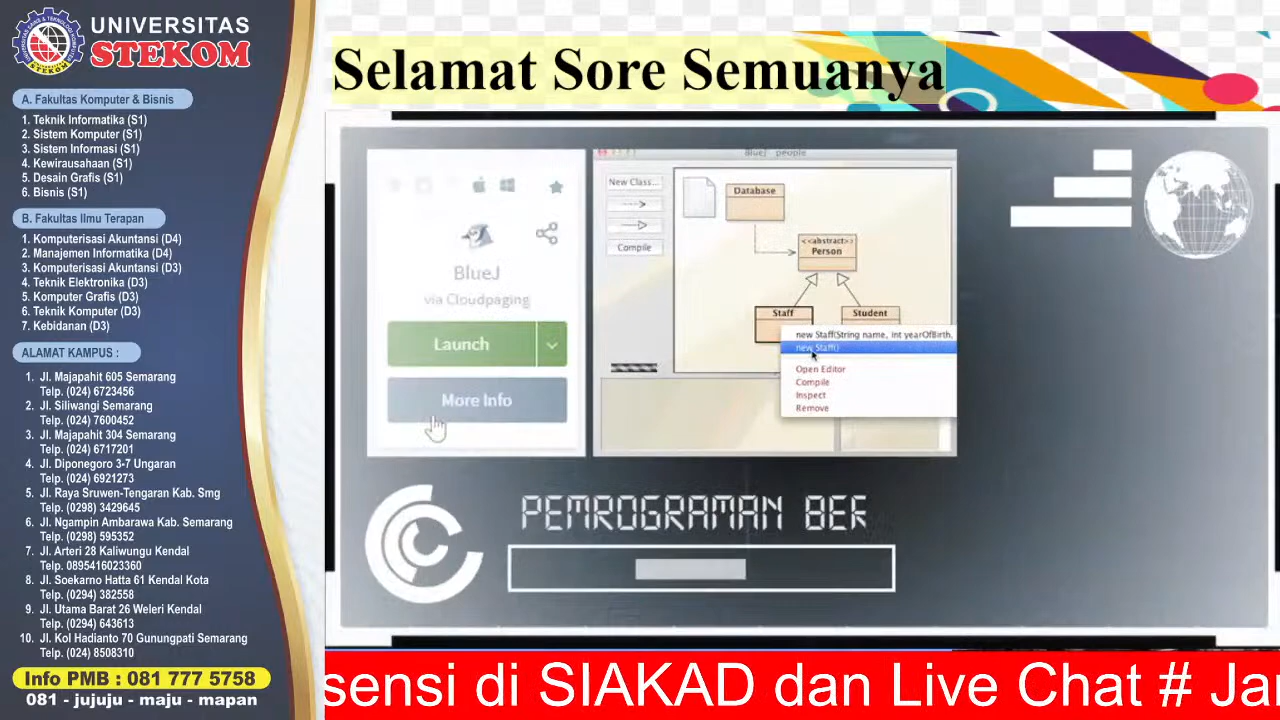 UNIVERSITAS
STEKOM
A. Fakultas Komputer & Bisnis
1. Teknik Informatika (S1)
2. Sistem Komputer (S1)
3. Sistem Informasi (S1)
4. Kewirausahaan (S1)
5. Desain Grafis (S1)
6. Bisnis (S1)
B. Fakultas Ilmu Terapan
1. Komputerisasi Akuntansi (D4)
2. Manajemen Informatika (D4)
3. Komputerisasi Akuntansi (D3)
4. Teknik Elektronika (D3)
5. Komputer Grafis (D3)
6. Teknik Komputer (D3)
7. Kebidanan (D3)
ALAMAT KAMPUS :
1. Jl. Majapahit 605 Semarang
Telp. (024) 6723456
2. Jl. Siliwangi Semarang
Telp. (024) 7600452
3. Jl. Majapahit 304 Semarang
Telp. (024) 6717201
4. Jl. Diponegoro 3-7 Ungaran
Telp. (024) 6921273
5. Jl. Raya Sruwen-Tengaran Kab. Smg
Telp. (0298) 3429645
6. Jl. Ngampin Ambarawa Kab. Semarang
Telp. (0298) 595352
7. Jl. Arteri 28 Kaliwungu Kendal
Telp. 0895416023360
8. Jl. Soekarno Hatta 61 Kendal Kota
Telp. (0294) 382558
9. Jl. Utama Barat 26 Weleri Kendal
Telp. (0294) 643613
10. Jl. Kol Hadianto 70 Gunungpati Semarang
Telp. (024) 8508310
Info PMB : 081 777 5758
081 - jujuju - maju - mapan
Selamat Sore Semuanya
BlueJ
via Cloudpaging
Launch
More Info
BlueJ people
New Class...
Compile
Database
<<abstract>>
Person
Staff
Student
new Staff(String name, int yearOfBirth,
new Staff()
Open Editor
Compile
Inspect
Remove
PEMROGRAMAN BER
sensi di SIAKAD dan Live Chat # Jan